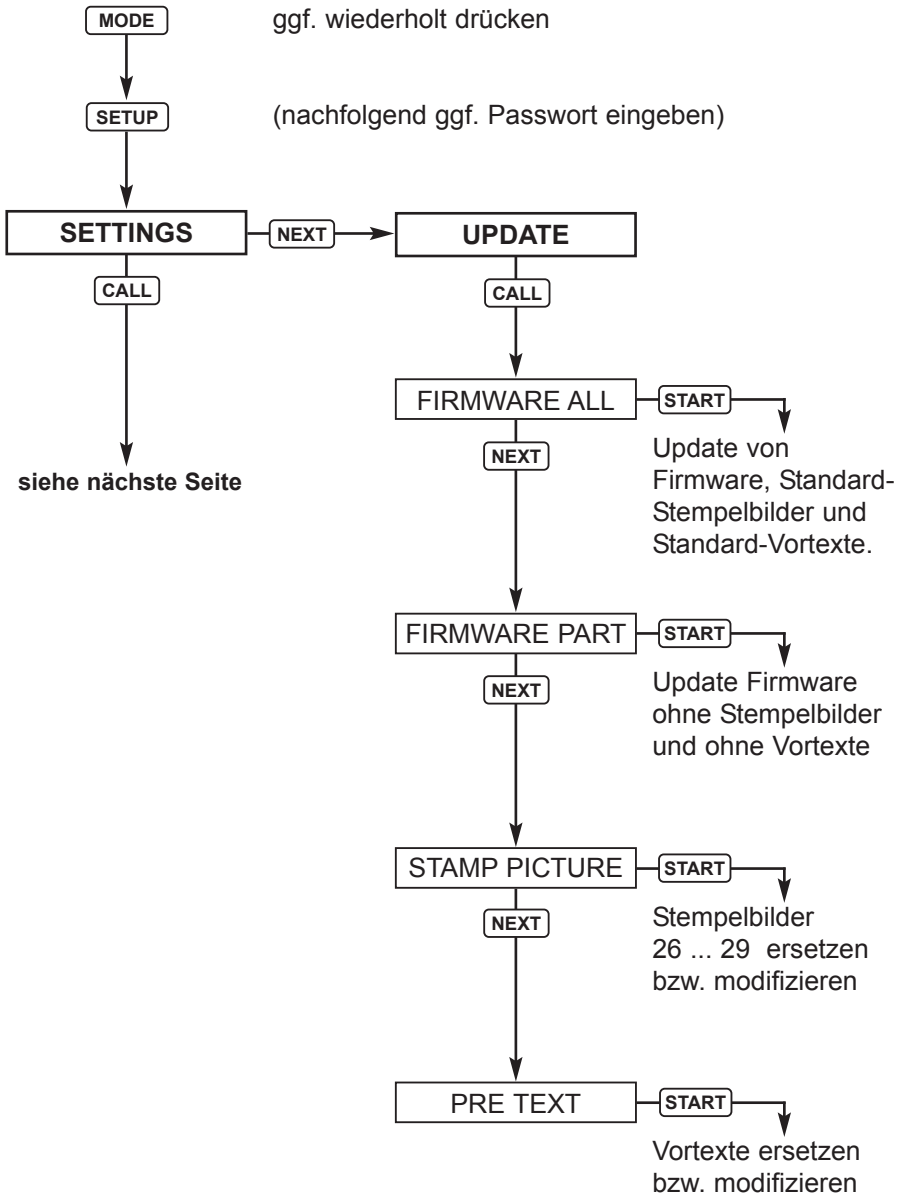 MODE
ggf. wiederholt drücken
SETUP
(nachfolgend ggf. Passwort eingeben)
SETTINGS
NEXT
UPDATE
CALL
CALL
siehe nächste Seite
FIRMWARE ALL
START
NEXT
Update von
Firmware, Standard-
Stempelbilder und
Standard-Vortexte.
FIRMWARE PART
START
NEXT
Update Firmware
ohne Stempelbilder
und ohne Vortexte
STAMP PICTURE
START
NEXT
Stempelbilder
26 ... 29 ersetzen
bzw. modifizieren
PRE TEXT
START
Vortexte ersetzen
bzw. modifizieren